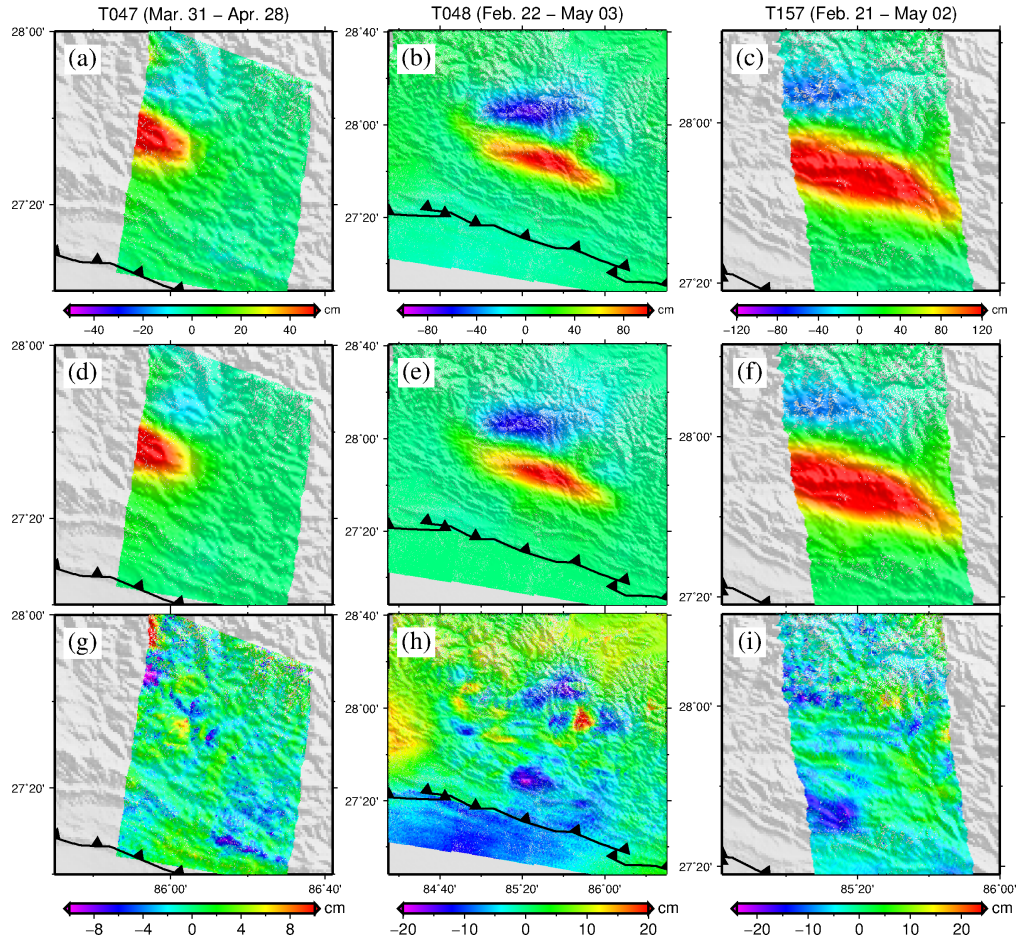 T047 (Mar. 31 − Apr. 28) T048 (Feb. 22 − May 03) T157 (Feb. 21 − May 02)
28°00' 28°40'
(a) (b) (c)
28°00' 28°00'
27°20' 27°20' 27°20'
−40 −20 0 20 40 cm −80 −40 0 40 80 cm −120 −80 −40 0 40 80 120 cm
28°00' 28°40'
(d) (e) (f)
28°00' 28°00'
27°20' 27°20' 27°20'
28°00' 28°40'
(g) (h) (i)
28°00' 28°00'
27°20' 27°20' 27°20'
86°00' 86°40' 84°40' 85°20' 86°00' 85°20' 86°00'
−8 −4 0 4 8 cm −20 −10 0 10 20 cm −20 −10 0 10 20 cm